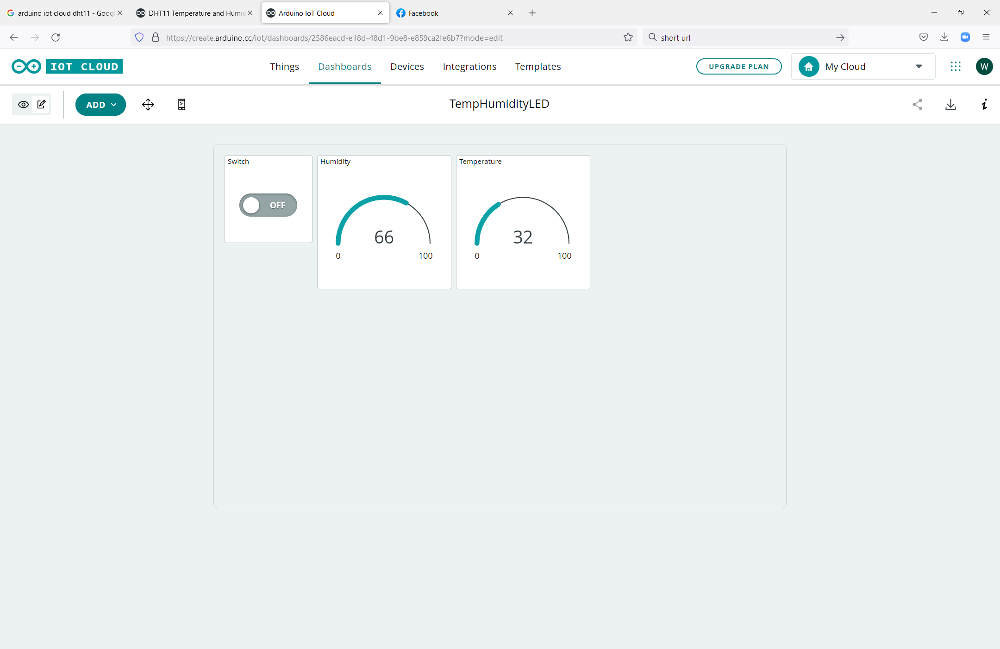 arduino iot cloud dht11 - Goog
DHT11 Temperature and Humid
Arduino IoT Cloud
Facebook
https://create.arduino.cc/iot/dashboards/2586eacd-e18d-48d1-9be8-e859ca2fe6b7?mode=edit
short url
IOT CLOUD
Things
Dashboards
Devices
Integrations
Templates
UPGRADE PLAN
My Cloud
W
ADD
TempHumidityLED
i
Switch
OFF
Humidity
66
0
100
Temperature
32
0
100